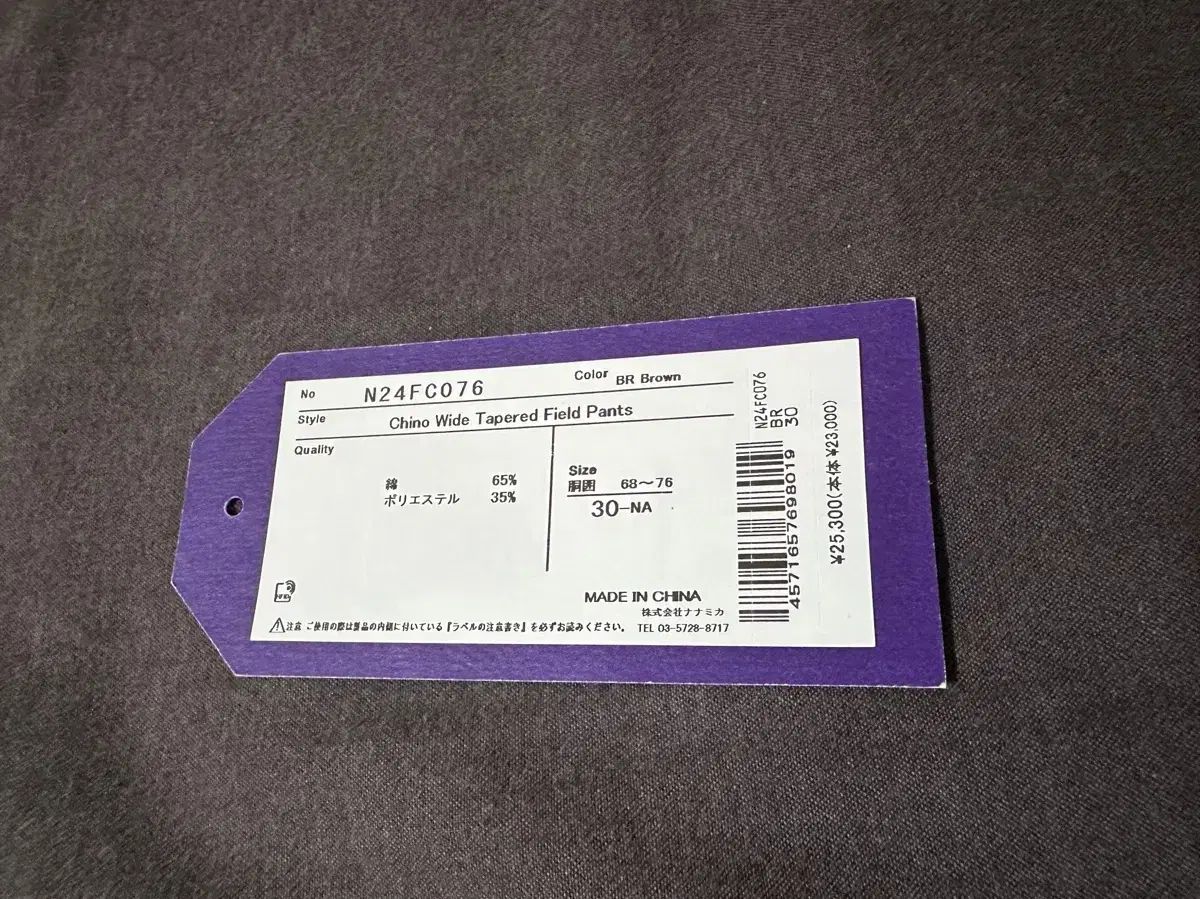 No N24FC076 Color BR Brown
Style Chino Wide Tapered Field Pants
Quality
綿 65%
ポリエステル 35%
Size
胴囲 68〜76
30-NA
RFID
MADE IN CHINA
株式会社ナナミカ
⚠注意 ご使用の際は製品の内側に付いている『ラベルの注意書き』を必ずお読みください。 TEL 03-5728-8717
N24FC076
BR
30
4571657698019
¥25,300(本体 ¥23,000)